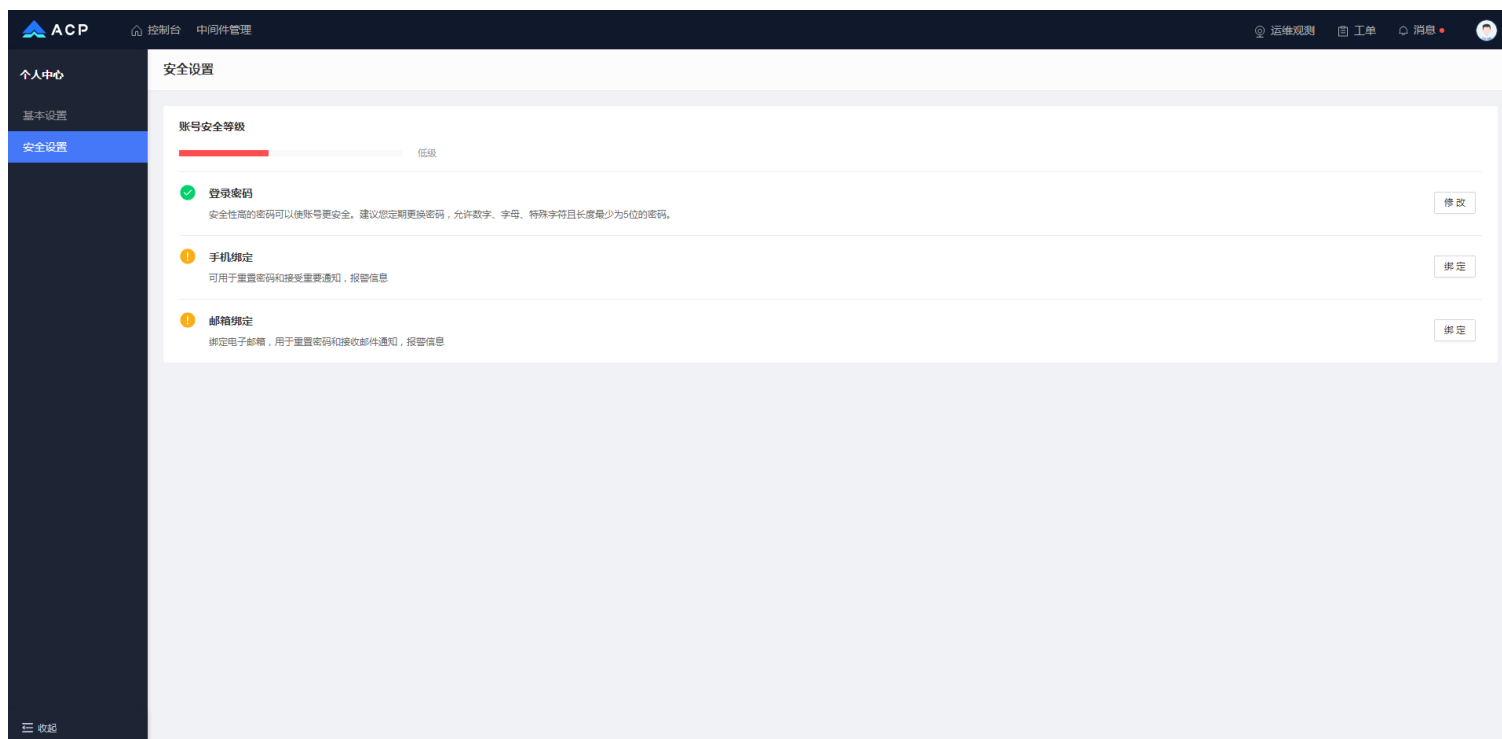 ACP 控制台 中间件管理 运维观测 工单 消息
个人中心
安全设置
基本设置
安全设置
账号安全等级
低级
登录密码
安全性高的密码可以使账号更安全。建议您定期更换密码，允许数字、字母、特殊字符且长度最少为5位的密码。
修 改
手机绑定
可用于重置密码和接受重要通知，报警信息
绑 定
邮箱绑定
绑定电子邮箱，用于重置密码和接收邮件通知，报警信息
绑 定
收起